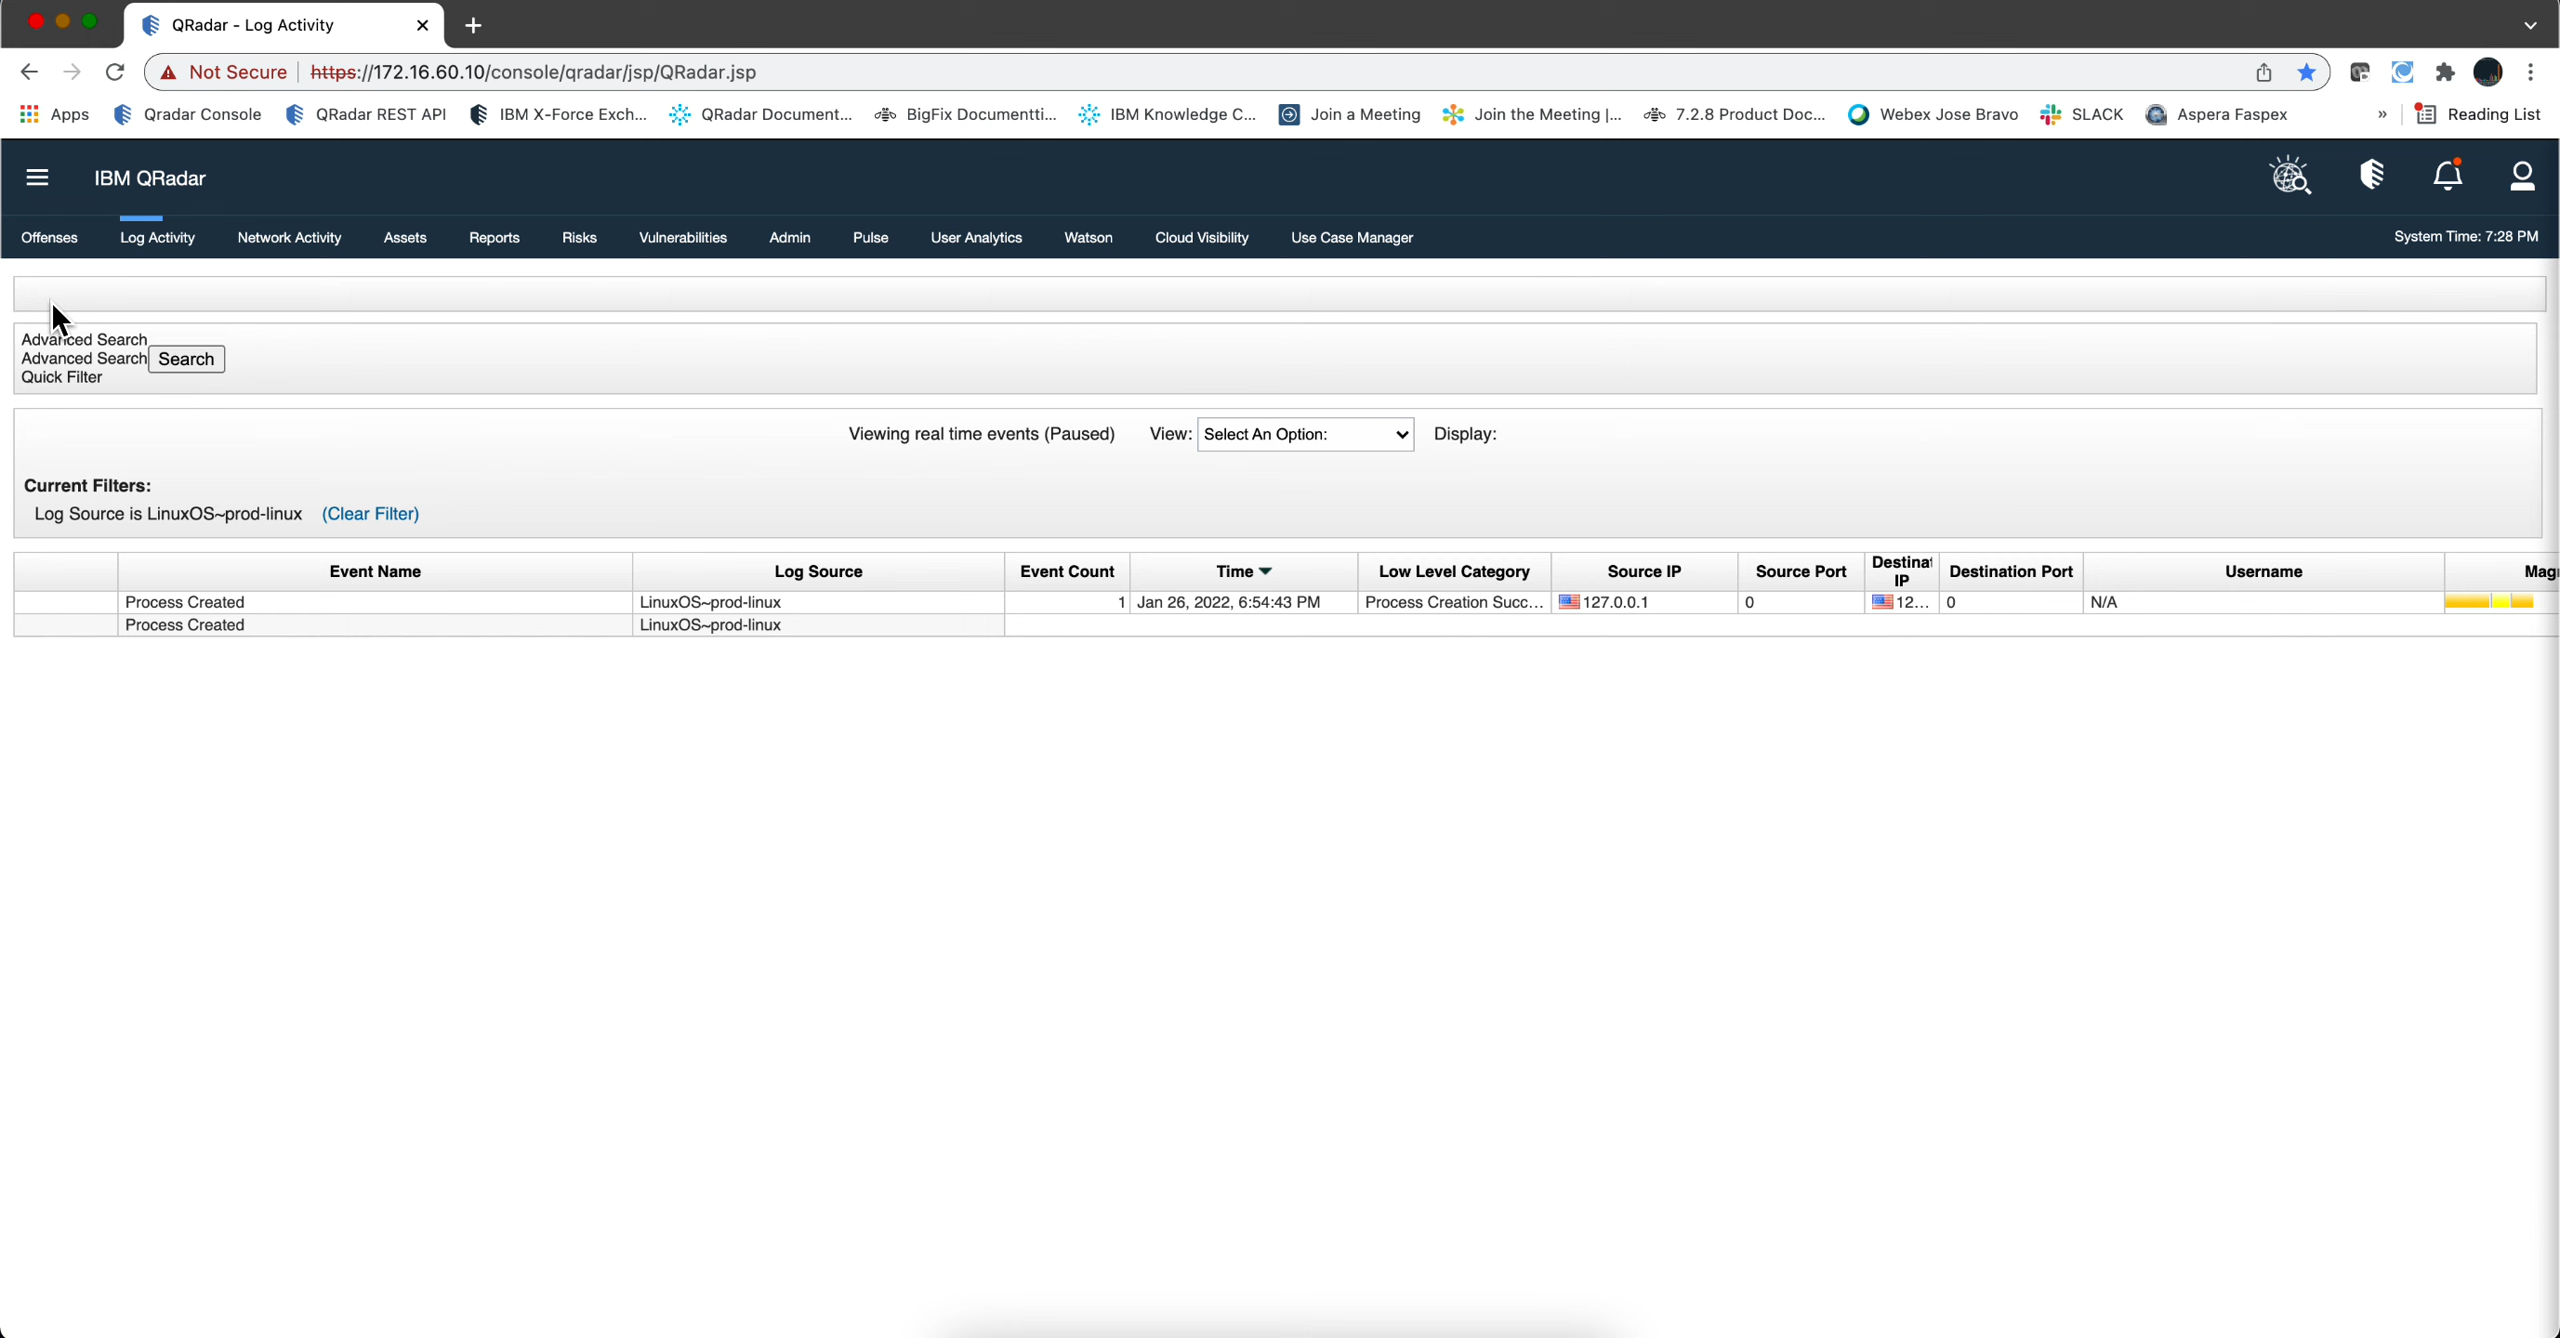 QRadar - Log Activity
Not Secure https://172.16.60.10/console/qradar/jsp/QRadar.jsp
Apps Qradar Console QRadar REST API IBM X-Force Exch... QRadar Document... BigFix Documentti... IBM Knowledge C... Join a Meeting Join the Meeting |... 7.2.8 Product Doc... Webex Jose Bravo SLACK Aspera Faspex » Reading List
IBM QRadar
Offenses Log Activity Network Activity Assets Reports Risks Vulnerabilities Admin Pulse User Analytics Watson Cloud Visibility Use Case Manager System Time: 7:28 PM
Advanced Search
Advanced Search Search
Quick Filter
Viewing real time events (Paused) View: Select An Option: Display:
Current Filters:
Log Source is LinuxOS~prod-linux (Clear Filter)
Event Name Log Source Event Count Time Low Level Category Source IP Source Port Destinat IP Destination Port Username Mag
Process Created LinuxOS~prod-linux 1 Jan 26, 2022, 6:54:43 PM Process Creation Succ... 127.0.0.1 0 12... 0 N/A
Process Created LinuxOS~prod-linux